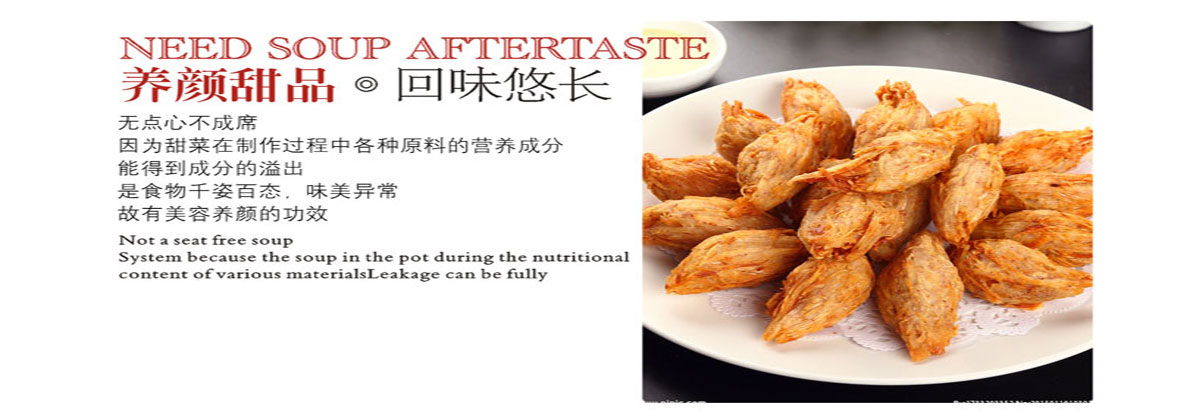 NEED SOUP AFTERTASTE
养颜甜品 ◎ 回味悠长
无点心不成席
因为甜菜在制作过程中各种原料的营养成分
能得到成分的溢出
是食物千姿百态，味美异常
故有美容养颜的功效
Not a seat free soup
System because the soup in the pot during the nutritional
content of various materialsLeakage can be fully